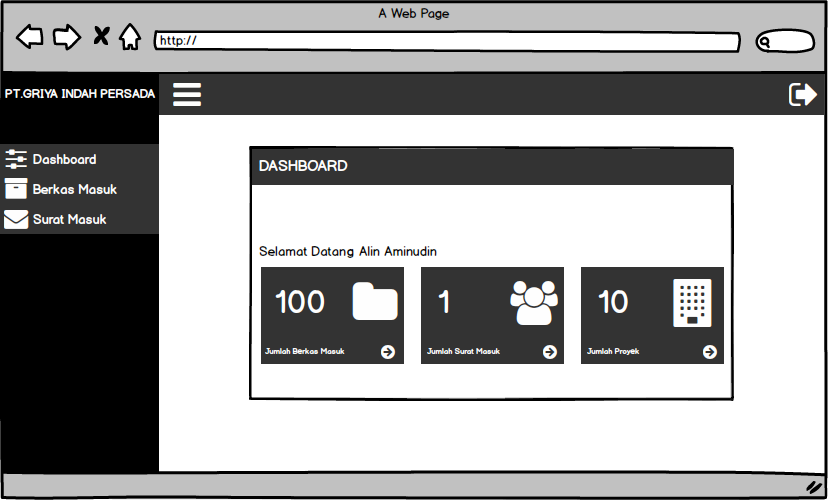 A Web Page
http://
PT.GRIYA INDAH PERSADA
Dashboard
Berkas Masuk
Surat Masuk
DASHBOARD
Selamat Datang Alin Aminudin
100
Jumlah Berkas Masuk
1
Jumlah Surat Masuk
10
Jumlah Proyek